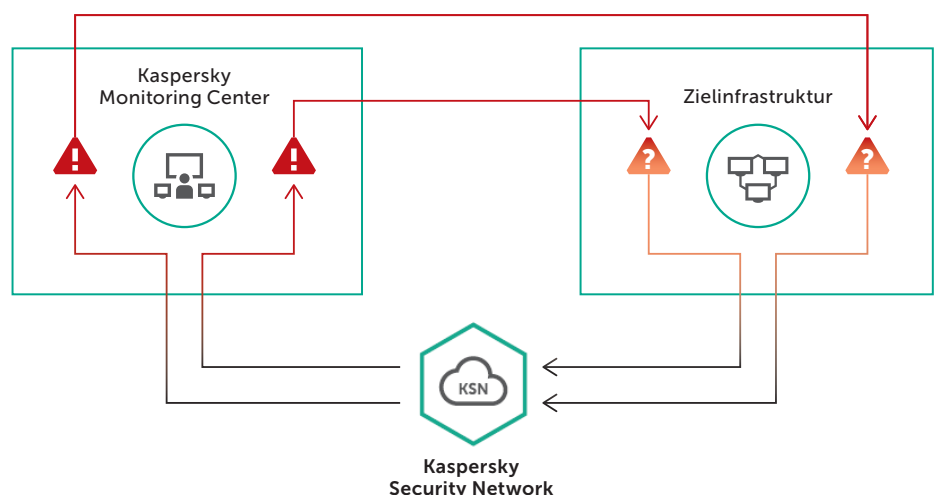 Kaspersky
Monitoring Center
Zielinfrastruktur
!
!
?
?
KSN
Kaspersky
Security Network